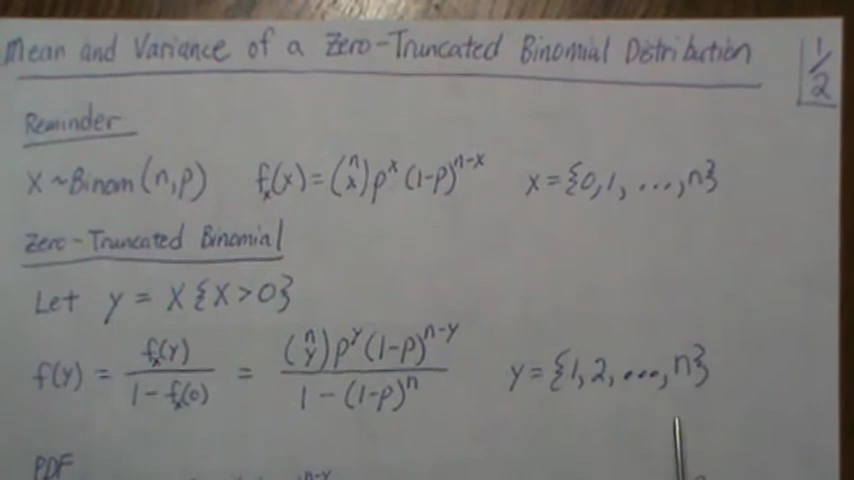 Mean and Variance of a Zero-Truncated Binomial Distribution
1/2
Reminder
X ~ Binom(n,p) fₓ(x) = (n x) pˣ (1-p)ⁿ⁻ˣ x = {0, 1, ..., n}
Zero-Truncated Binomial
Let y = X {X > 0}
f(y) = fₓ(y) / (1 - fₓ(0)) = (n y) p^y (1-p)^(n-y) / (1 - (1-p)ⁿ) y = {1, 2, ..., n}
PDF
n-y